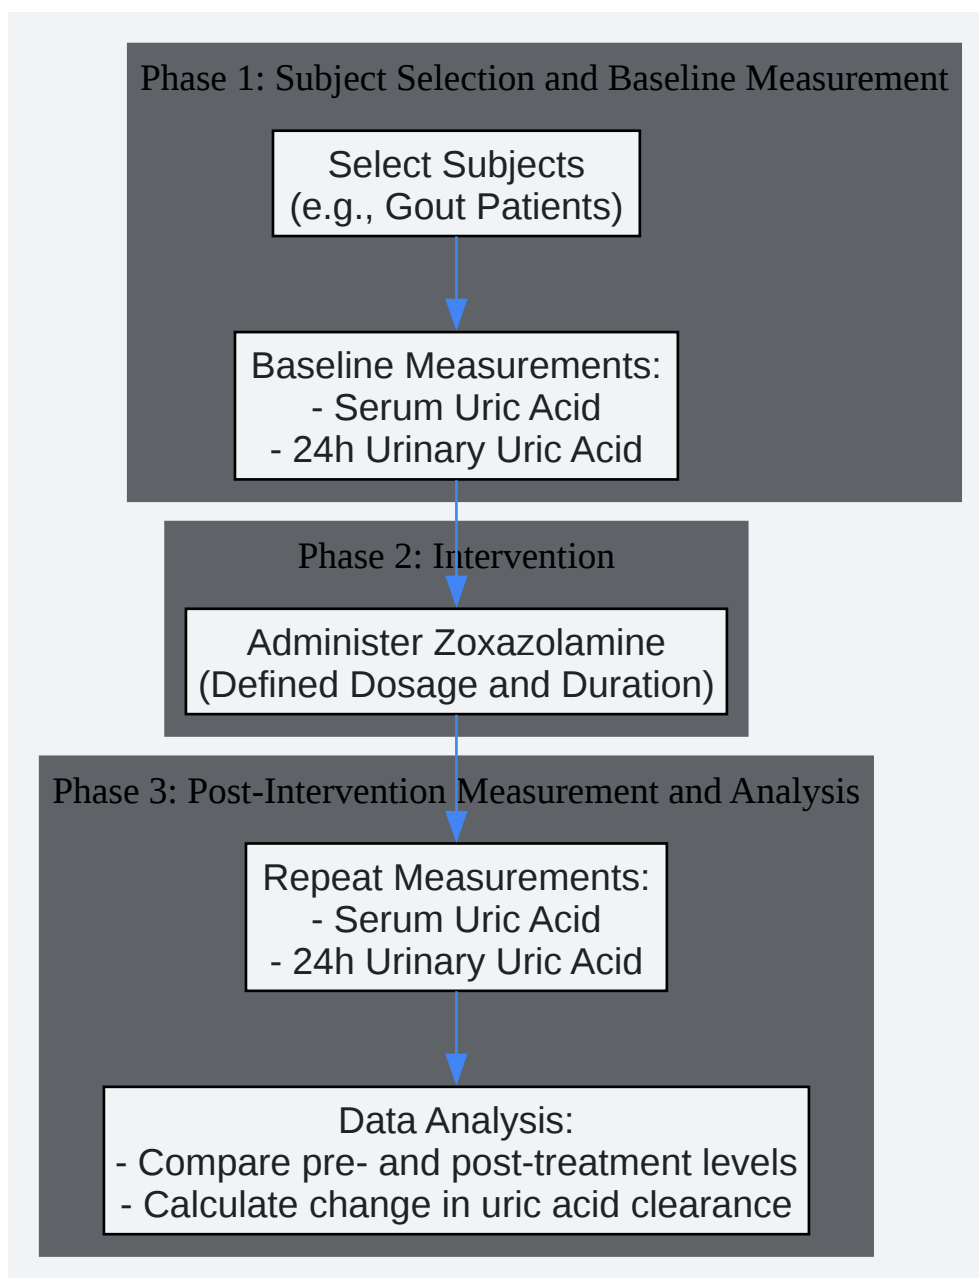 Phase 1: Subject Selection and Baseline Measurement
Select Subjects
(e.g., Gout Patients)
Baseline Measurements:
- Serum Uric Acid
- 24h Urinary Uric Acid
Phase 2: Intervention
Administer Zoxazolamine
(Defined Dosage and Duration)
Phase 3: Post-Intervention Measurement and Analysis
Repeat Measurements:
- Serum Uric Acid
- 24h Urinary Uric Acid
Data Analysis:
- Compare pre- and post-treatment levels
- Calculate change in uric acid clearance